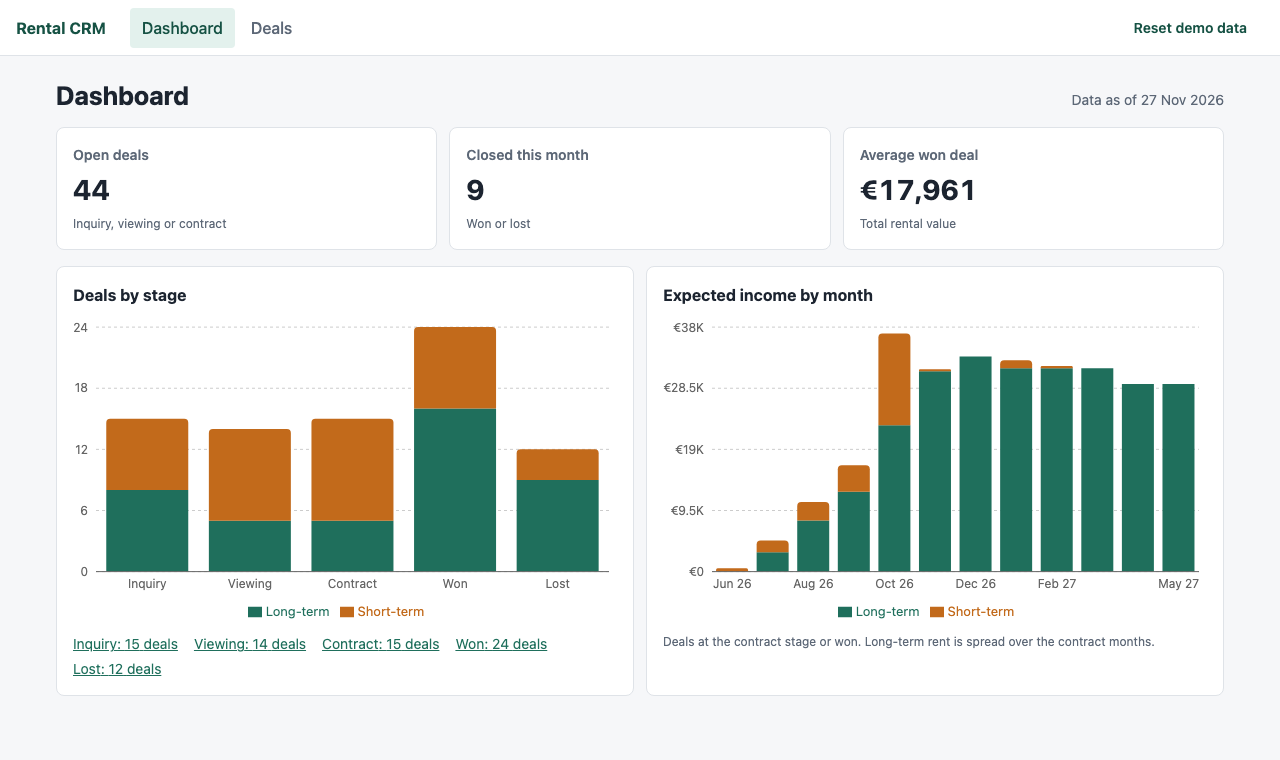 Rental CRM
Dashboard
Deals
Reset demo data
Dashboard
Data as of 27 Nov 2026
Open deals
44
Inquiry, viewing or contract
Closed this month
9
Won or lost
Average won deal
€17,961
Total rental value
Deals by stage
24
18
12
6
0
Inquiry
Viewing
Contract
Won
Lost
Long-term
Short-term
Inquiry: 15 deals
Viewing: 14 deals
Contract: 15 deals
Won: 24 deals
Lost: 12 deals
Expected income by month
€38K
€28.5K
€19K
€9.5K
€0
Jun 26
Aug 26
Oct 26
Dec 26
Feb 27
May 27
Long-term
Short-term
Deals at the contract stage or won. Long-term rent is spread over the contract months.